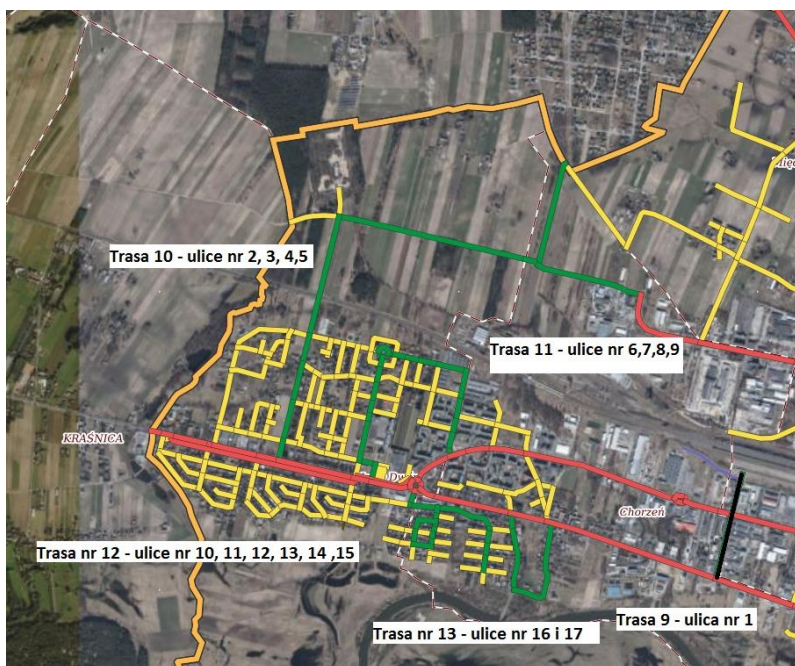 Międ
Trasa 10 - ulice nr 2, 3, 4,5
Trasa 11 - ulice nr 6,7,8,9
KRAŚNICA
Chorzeń
Trasa nr 12 - ulice nr 10, 11, 12, 13, 14 ,15
Trasa nr 13 - ulice nr 16 i 17
Trasa 9 - ulica nr 1